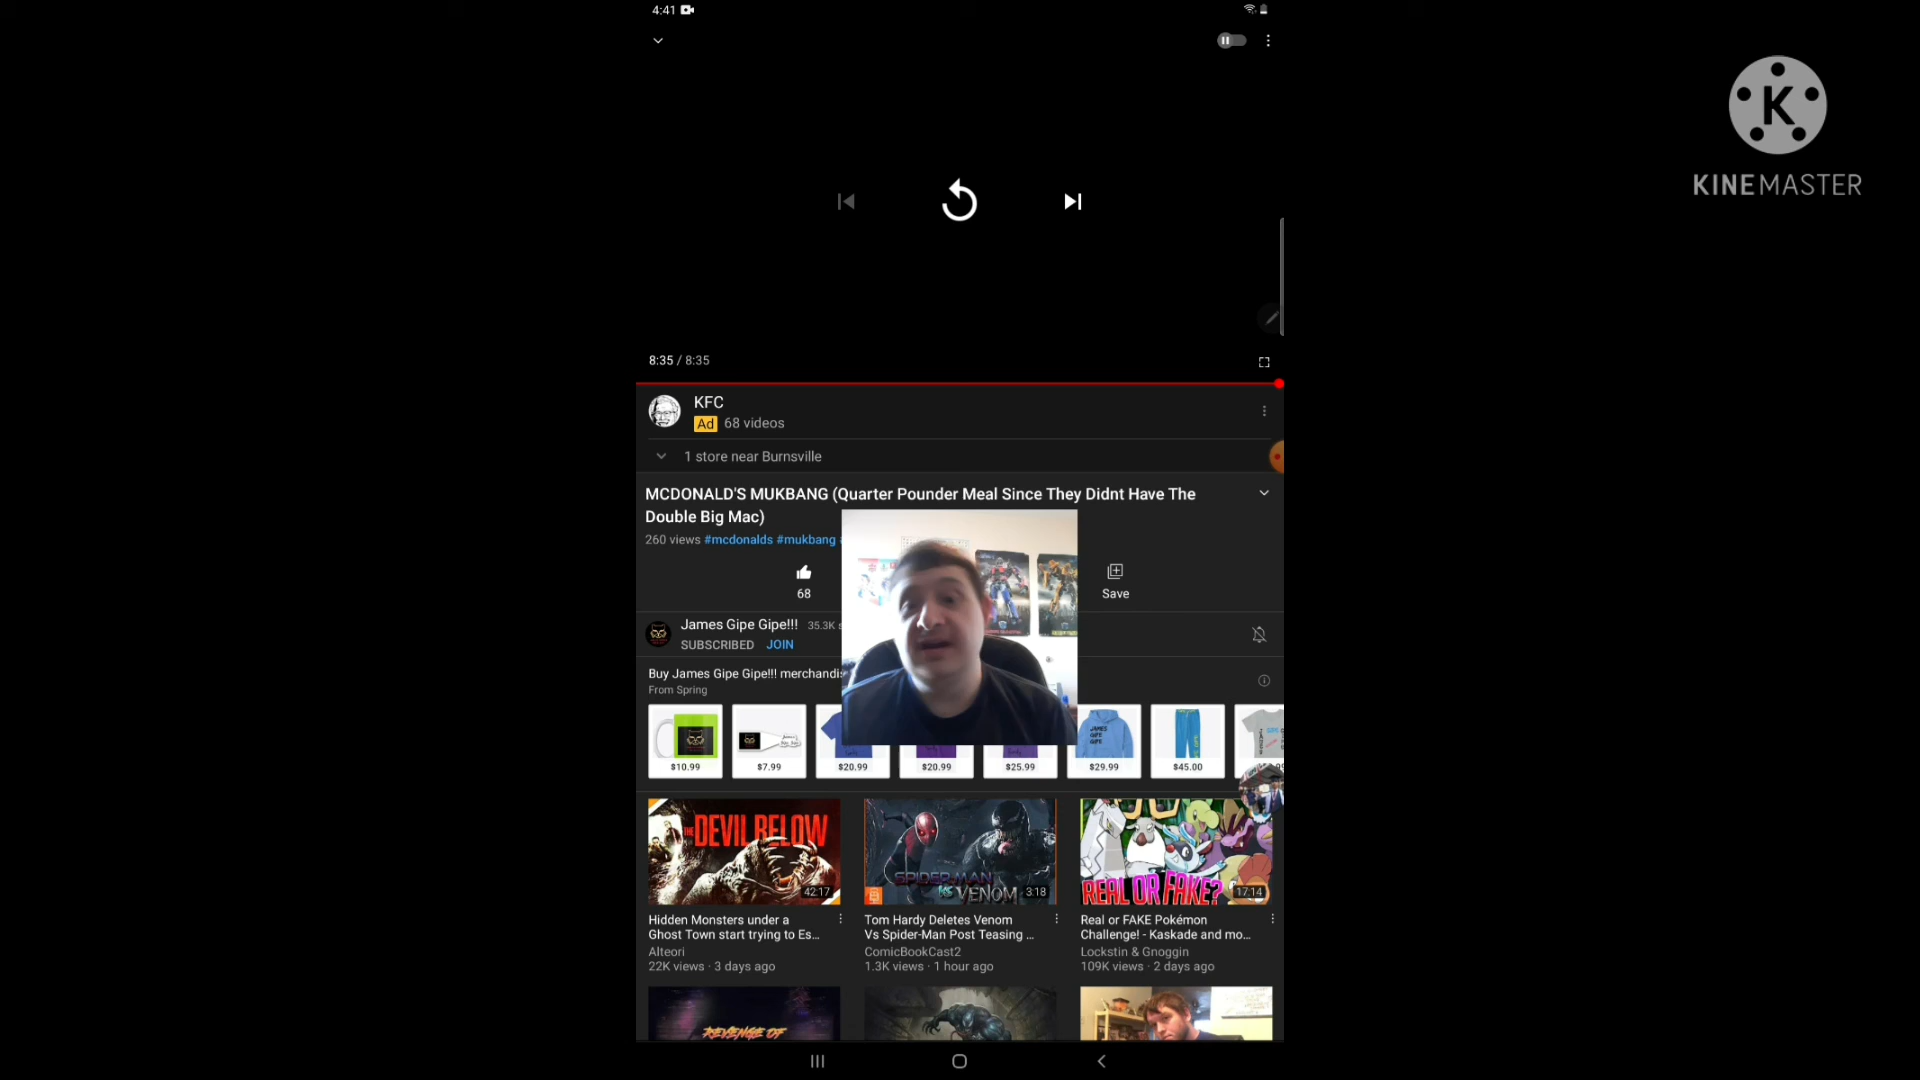 4:41
K
KINEMASTER
8:35 / 8:35
KFC
Ad 68 videos
1 store near Burnsville
MCDONALD'S MUKBANG (Quarter Pounder Meal Since They Didnt Have The
Double Big Mac)
260 views #mcdonalds #mukbang
68
Save
James Gipe Gipe!!! 35.3K
SUBSCRIBED JOIN
Buy James Gipe Gipe!!!
From Spring
JAMES
GIPE
GIPE
$10.99 $7.99 $20.99 $20.99 $25.99 $29.99 $45.00
THE DEVIL BELOW
42:17
SPIDER-MAN
VS VENOM
3:18
REAL OR FAKE?
17:14
Hidden Monsters under a
Ghost Town start trying to Es...
Alteori
22K views · 3 days ago
Tom Hardy Deletes Venom
Vs Spider-Man Post Teasing ...
ComicBookCast2
1.3K views · 1 hour ago
Real or FAKE Pokémon
Challenge! - Kaskade and mo...
Lockstin & Gnoggin
109K views · 2 days ago
REVENGE OF